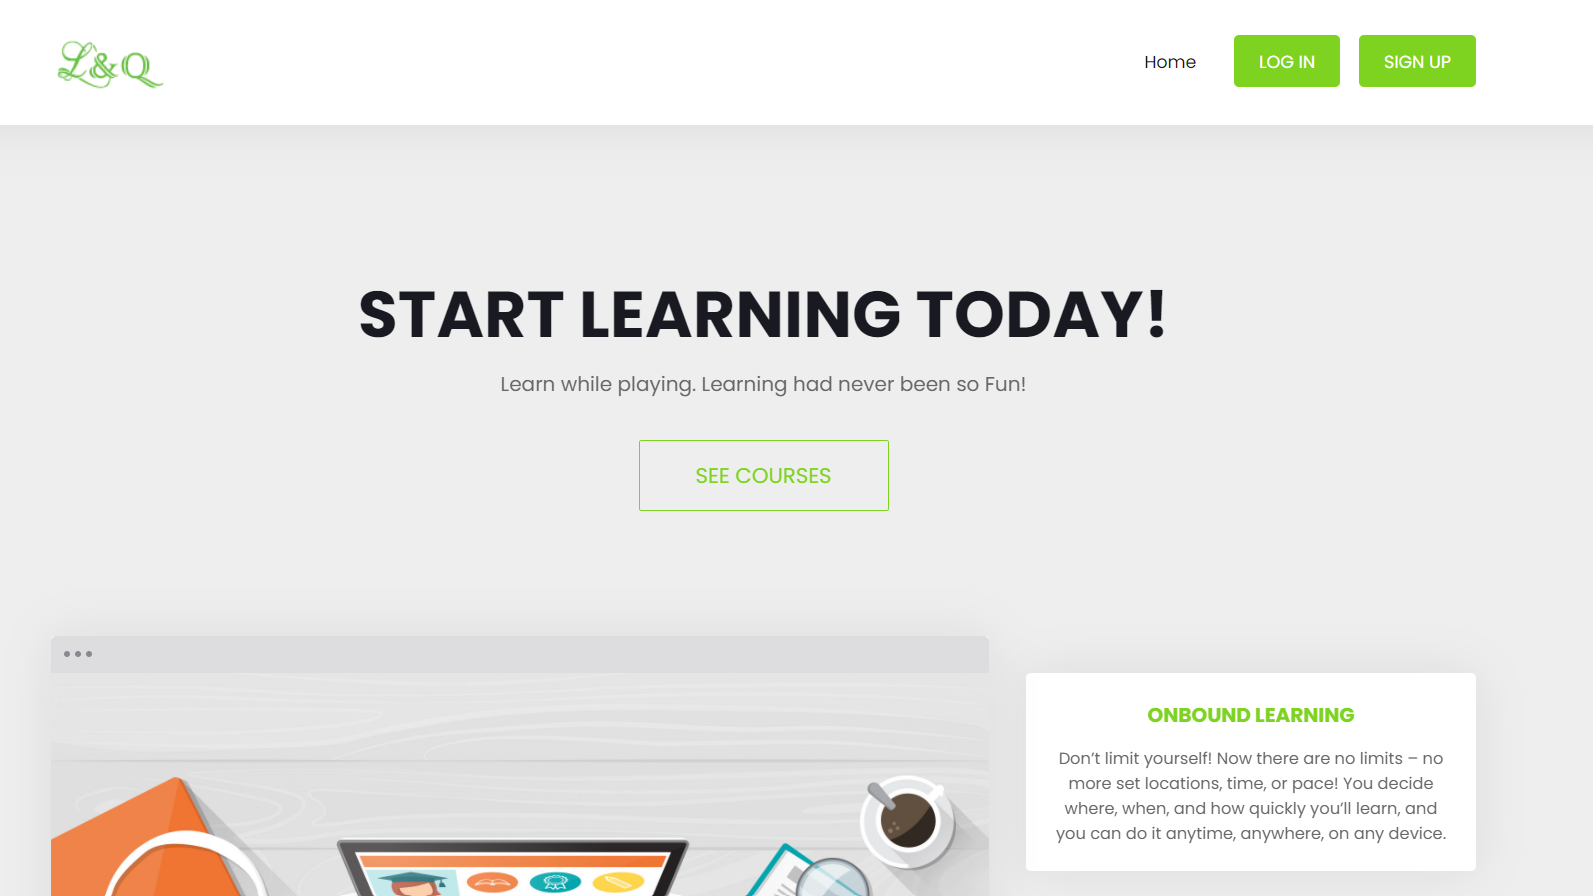 L&Q
Home
LOG IN
SIGN UP
START LEARNING TODAY!
Learn while playing. Learning had never been so Fun!
SEE COURSES
ONBOUND LEARNING
Don’t limit yourself! Now there are no limits – no
more set locations, time, or pace! You decide
where, when, and how quickly you’ll learn, and
you can do it anytime, anywhere, on any device.